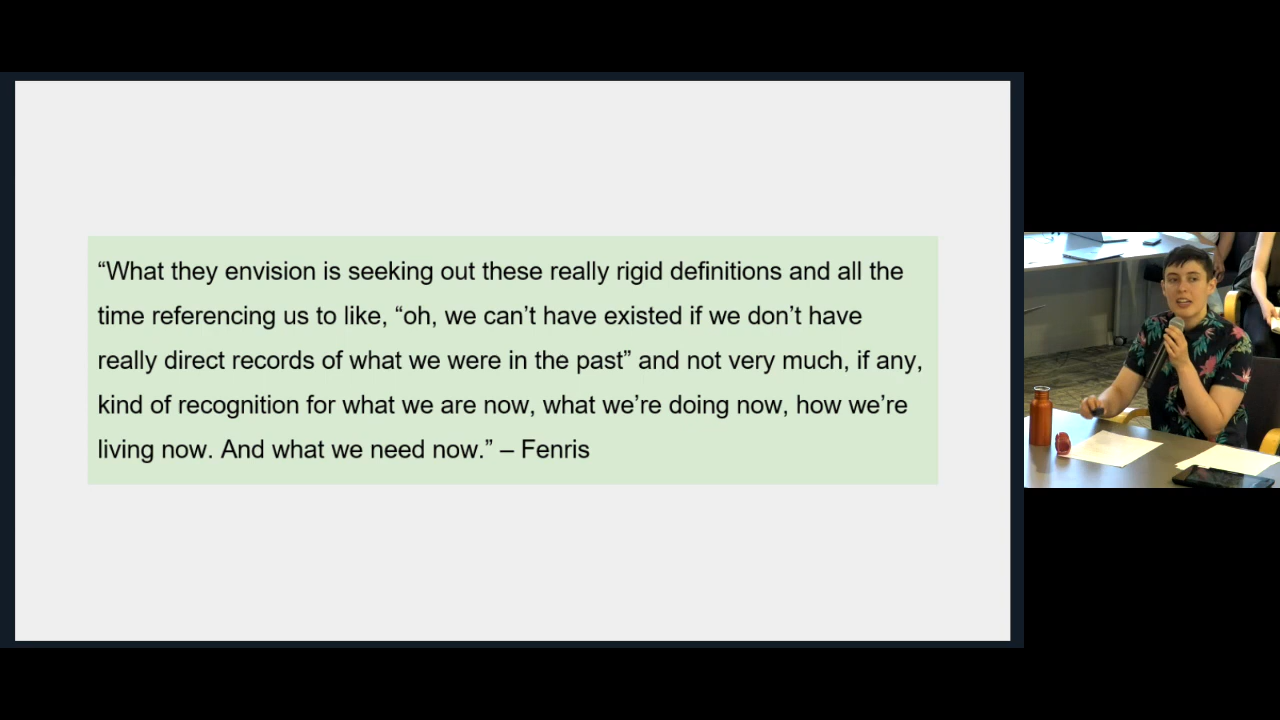 “What they envision is seeking out these really rigid definitions and all the
time referencing us to like, “oh, we can’t have existed if we don’t have
really direct records of what we were in the past” and not very much, if any,
kind of recognition for what we are now, what we’re doing now, how we’re
living now. And what we need now.” – Fenris